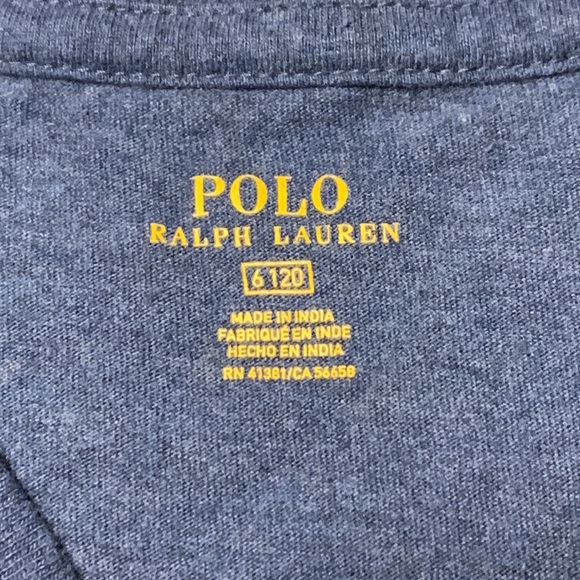 POLO
RALPH LAUREN
6 120
MADE IN INDIA
FABRIQUÉ EN INDE
HECHO EN INDIA
RN 41381/CA 56658